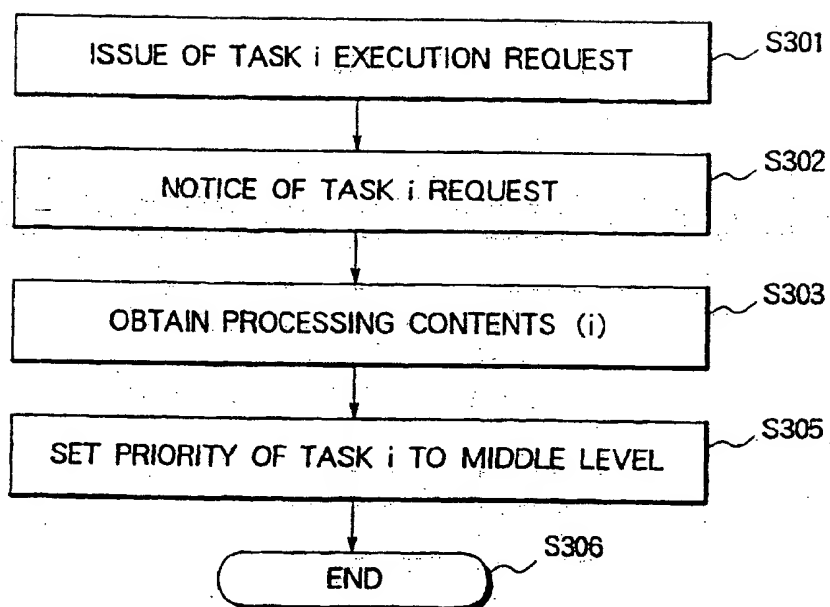 ISSUE OF TASK i EXECUTION REQUEST
S301
NOTICE OF TASK i REQUEST
S302
OBTAIN PROCESSING CONTENTS (i)
S303
SET PRIORITY OF TASK i TO MIDDLE LEVEL
S305
END
S306